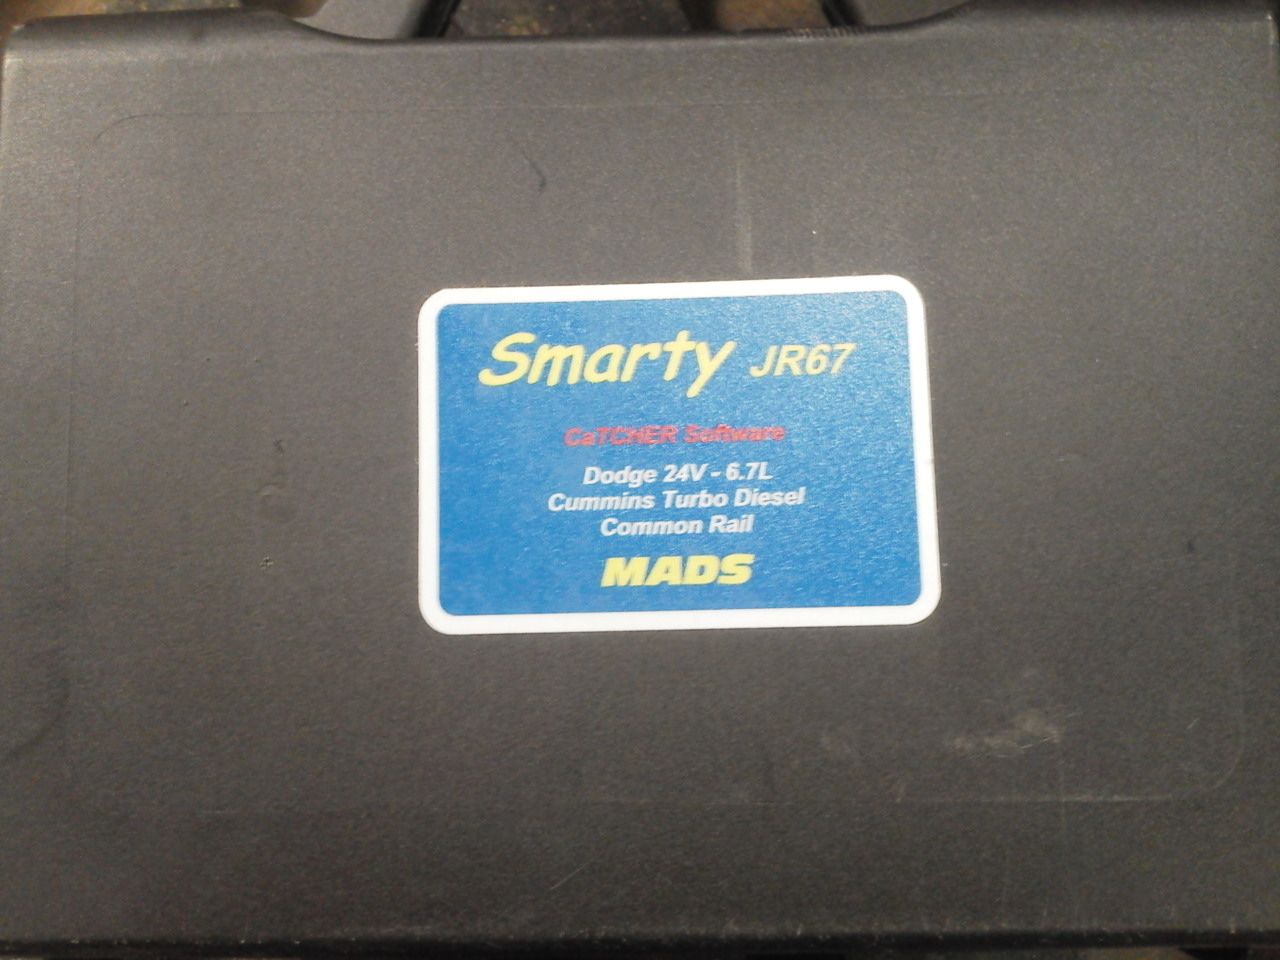 Smarty JR67
CaTCHER Software
Dodge 24V - 6.7L
Cummins Turbo Diesel
Common Rail
MADS